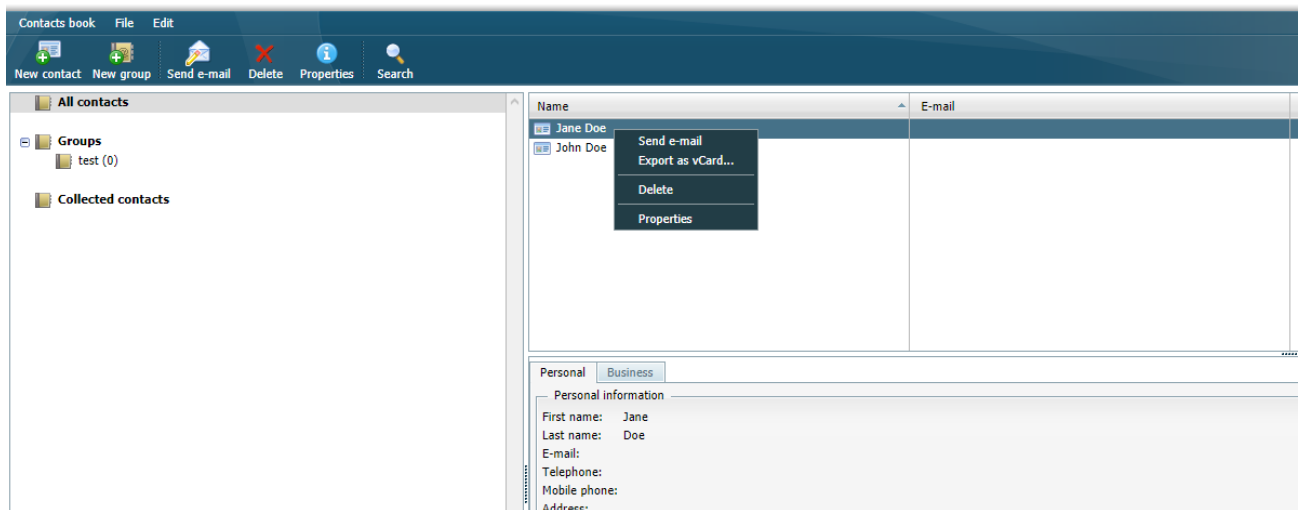 Contacts book File Edit
New contact New group Send e-mail Delete Properties Search
All contacts
Groups
test (0)
Collected contacts
Name E-mail
Jane Doe
John Doe
Send e-mail
Export as vCard...
Delete
Properties
Personal Business
Personal information
First name: Jane
Last name: Doe
E-mail:
Telephone:
Mobile phone:
Address: